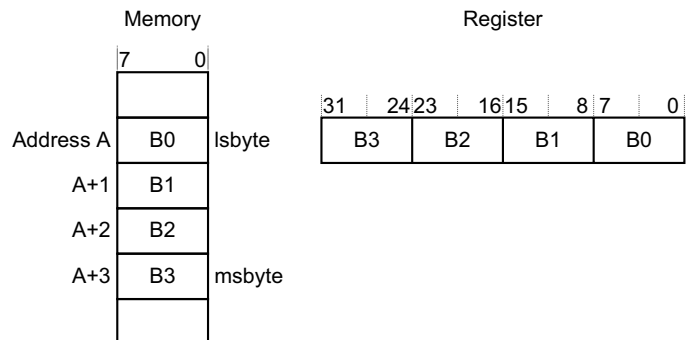 Memory Register
7 0
31 24 23 16 15 8 7 0
Address A B0 lsbyte B3 B2 B1 B0
A+1 B1
A+2 B2
A+3 B3 msbyte